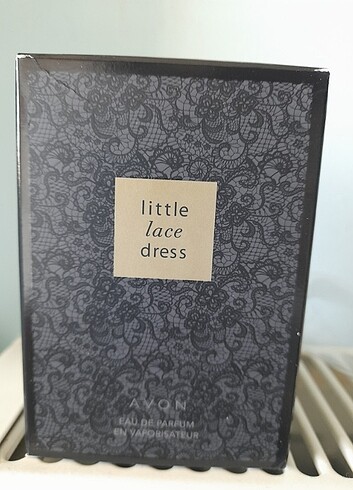 little
lace
dress
AVON
EAU DE PARFUM
EN VAPORISATEUR